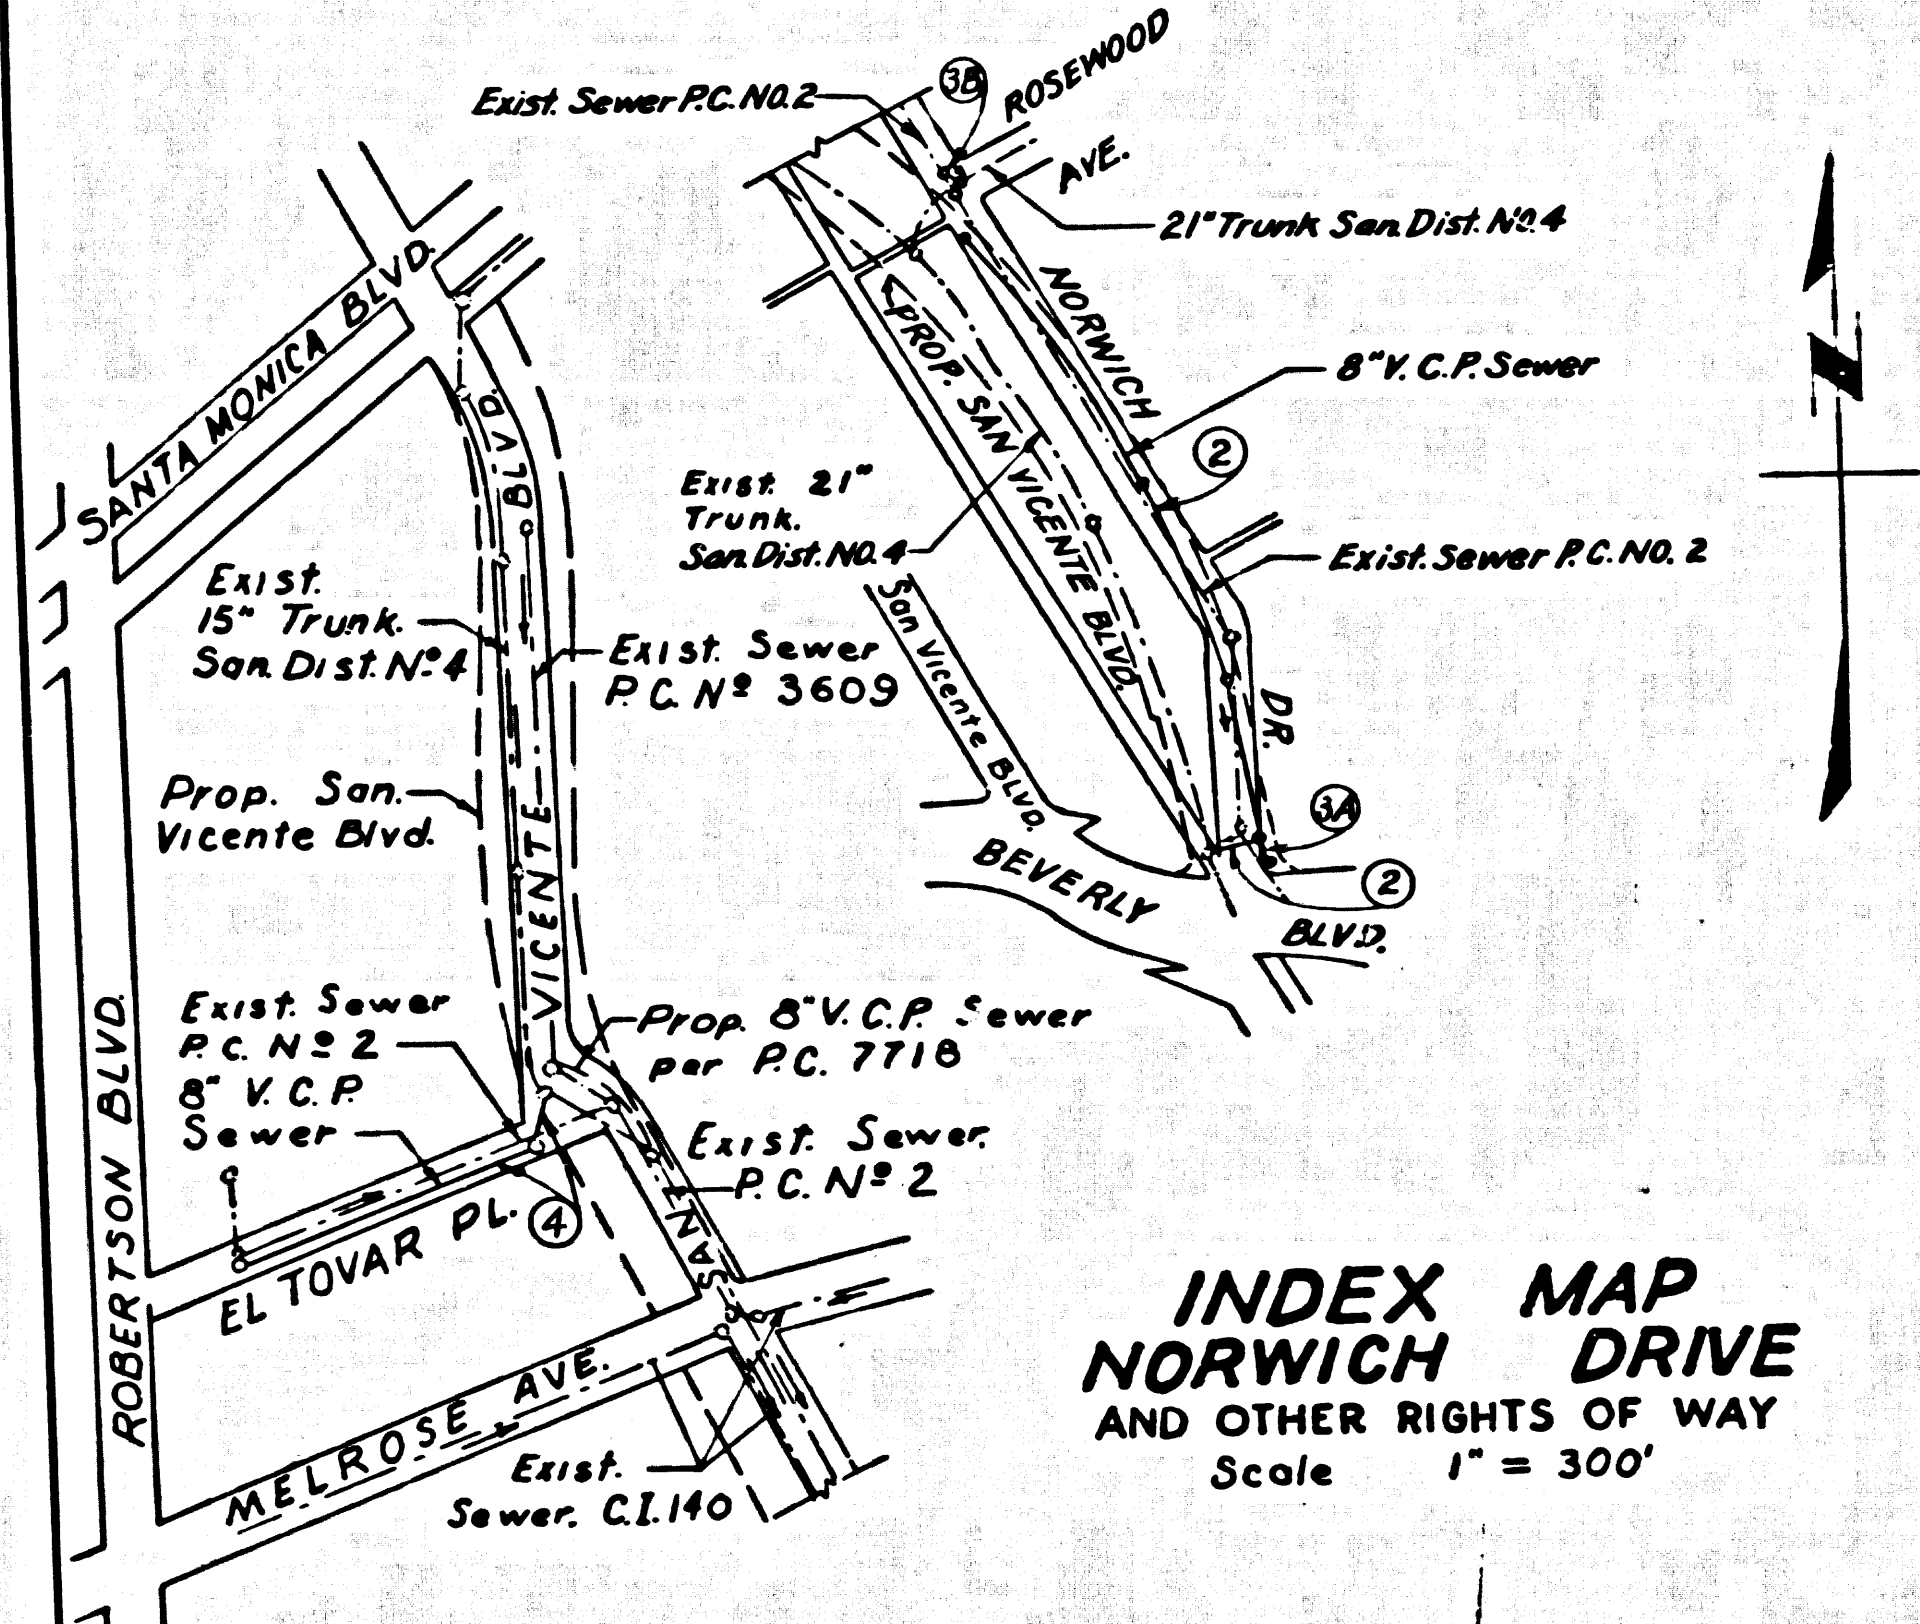 Exist. Sewer P.C. NO. 2
3B
ROSEWOOD
AVE.
21" Trunk San. Dist. No. 4
NORWICH
8" V.C.P. Sewer
2
PROP. SAN VICENTE BLVD.
Exist. 21"
Trunk.
San. Dist. NO. 4
Exist. Sewer P.C. NO. 2
San Vicente BLVD.
DR.
3A
2
BEVERLY
BLVD.
N
SANTA MONICA BLVD.
BLVD.
Exist.
15" Trunk.
San. Dist. Nº 4
Exist. Sewer
P.C. Nº 3609
Prop. San.
Vicente Blvd.
VICENTE
Exist. Sewer
P.C. Nº 2
8" V.C.P.
Sewer
Prop. 8" V.C.P. Sewer
per P.C. 7718
Exist. Sewer.
P.C. Nº 2
SAN
4
EL TOVAR PL.
ROBERTSON BLVD.
MELROSE AVE.
Exist.
Sewer. C.I. 140
INDEX MAP
NORWICH DRIVE
AND OTHER RIGHTS OF WAY
Scale 1" = 300'